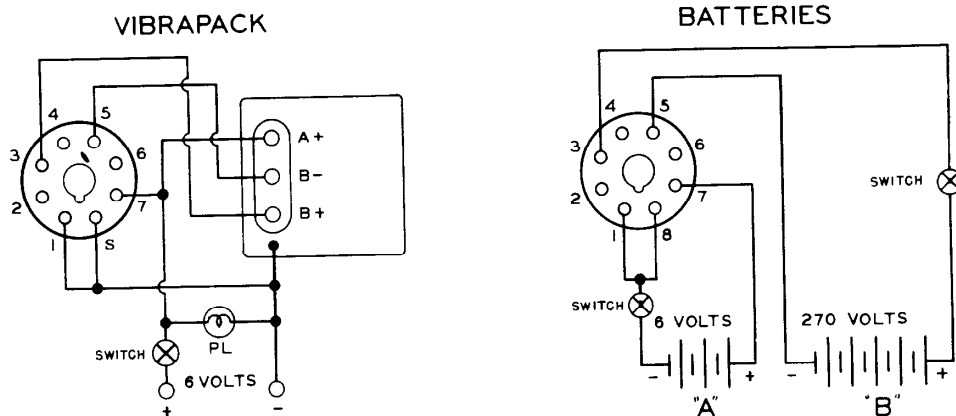 VIBRAPACK
4
5
3
6
2
7
1
S
A+
B-
B+
PL
SWITCH
6 VOLTS
+
-
BATTERIES
4
5
3
6
2
7
1
8
SWITCH
SWITCH
6 VOLTS
270 VOLTS
- +
- +
"A"
"B"